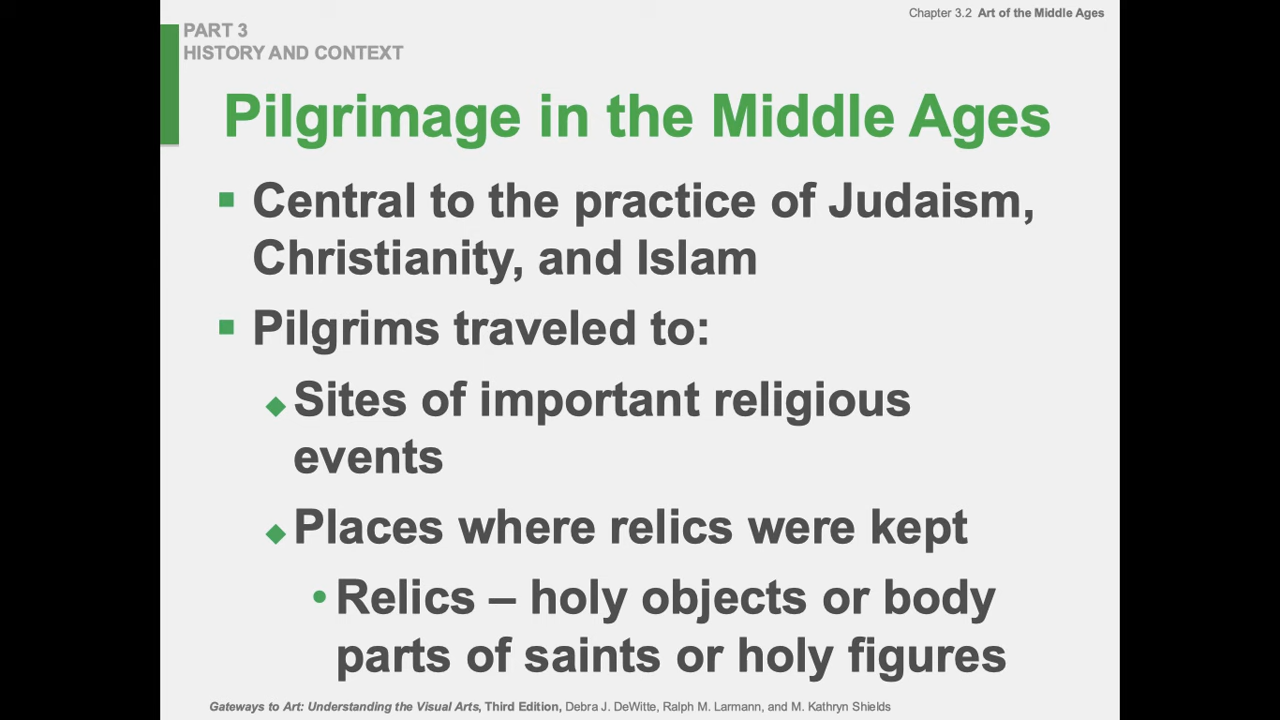 Chapter 3.2 Art of the Middle Ages
PART 3
HISTORY AND CONTEXT
Pilgrimage in the Middle Ages
▪ Central to the practice of Judaism,
Christianity, and Islam
▪ Pilgrims traveled to:
◆ Sites of important religious
events
◆ Places where relics were kept
• Relics – holy objects or body
parts of saints or holy figures
Gateways to Art: Understanding the Visual Arts, Third Edition, Debra J. DeWitte, Ralph M. Larmann, and M. Kathryn Shields